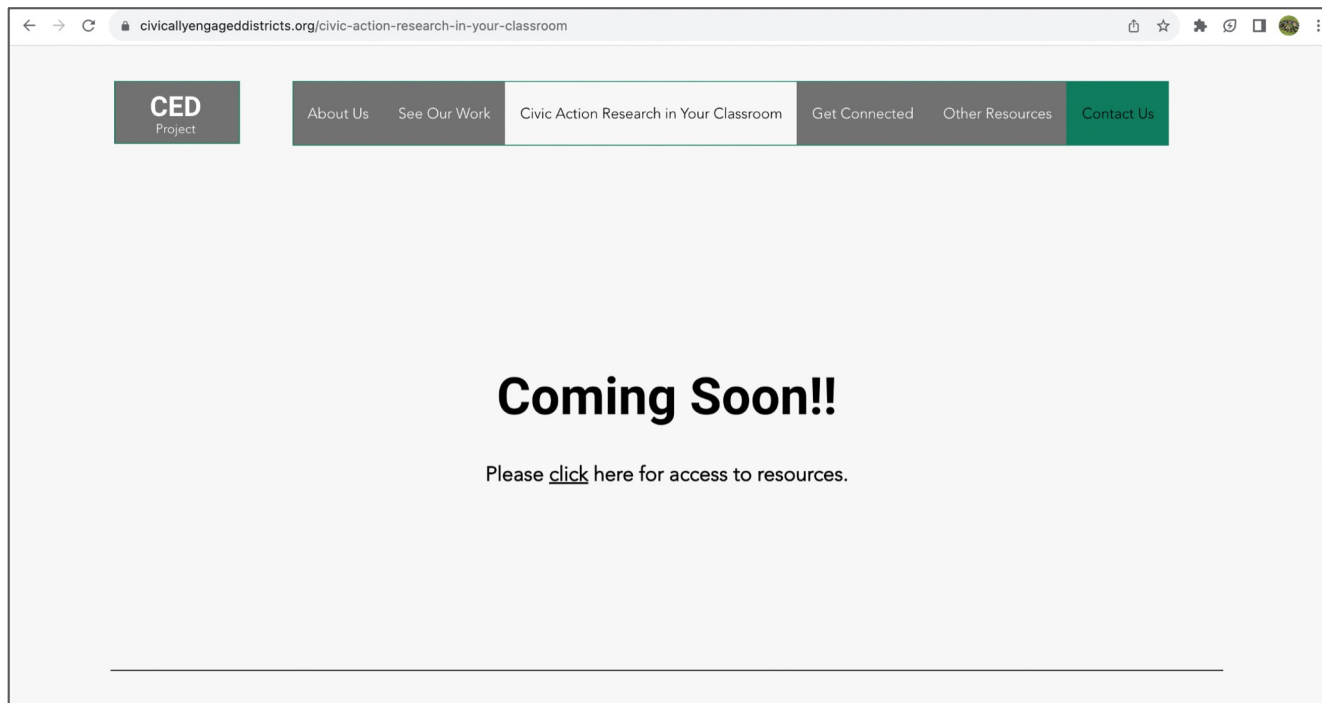 civicallyengageddistricts.org/civic-action-research-in-your-classroom
CED
Project
About Us See Our Work Civic Action Research in Your Classroom Get Connected Other Resources Contact Us
Coming Soon!!
Please click here for access to resources.